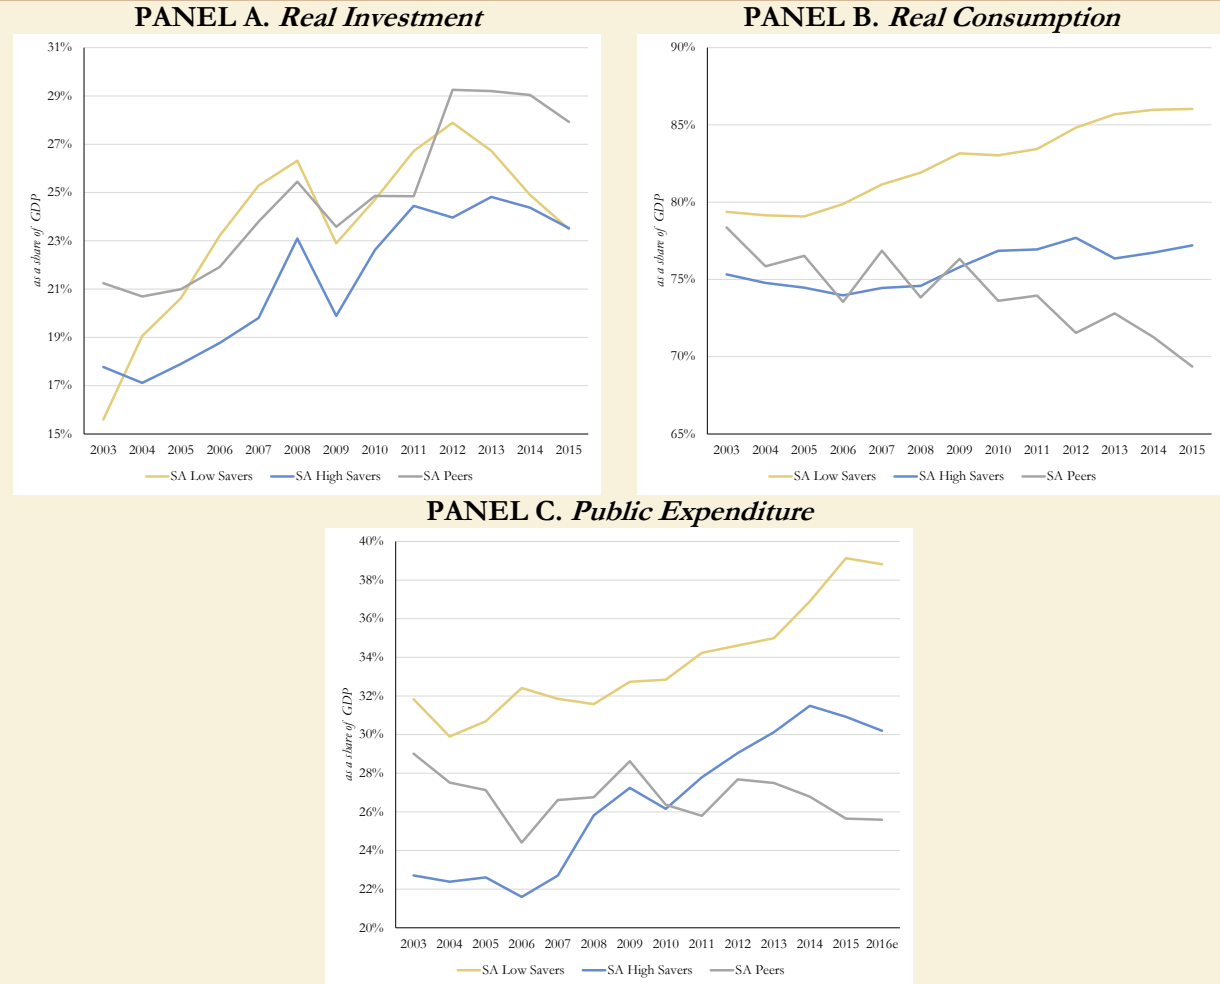 PANEL A. Real Investment
31%
29%
27%
25%
23%
21%
19%
17%
15%
as a share of GDP
2003 2004 2005 2006 2007 2008 2009 2010 2011 2012 2013 2014 2015
SA Low Savers SA High Savers SA Peers
PANEL B. Real Consumption
90%
85%
80%
75%
70%
65%
as a share of GDP
2003 2004 2005 2006 2007 2008 2009 2010 2011 2012 2013 2014 2015
SA Low Savers SA High Savers SA Peers
PANEL C. Public Expenditure
40%
38%
36%
34%
32%
30%
28%
26%
24%
22%
20%
as a share of GDP
2003 2004 2005 2006 2007 2008 2009 2010 2011 2012 2013 2014 2015 2016e
SA Low Savers SA High Savers SA Peers